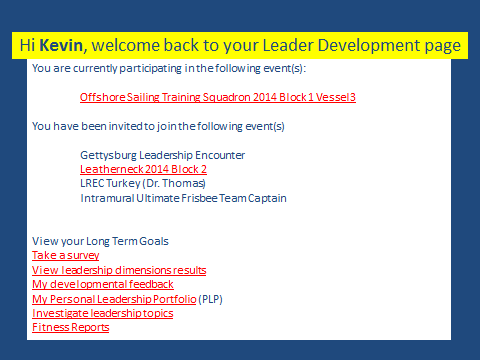 Hi Kevin, welcome back to your Leader Development page
You are currently participating in the following event(s):
Offshore Sailing Training Squadron 2014 Block 1 Vessel 3
You have been invited to join the following event(s)
Gettysburg Leadership Encounter
Leatherneck 2014 Block 2
LREC Turkey (Dr. Thomas)
Intramural Ultimate Frisbee Team Captain
View your Long Term Goals
Take a survey
View leadership dimensions results
My developmental feedback
My Personal Leadership Portfolio (PLP)
Investigate leadership topics
Fitness Reports